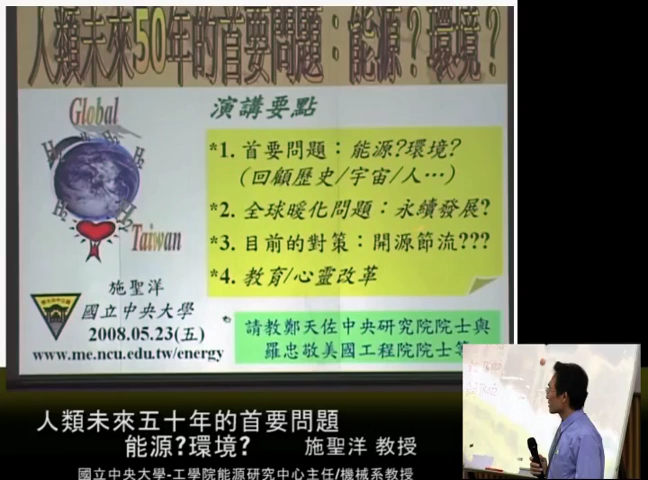 人類未來50年的首要問題：能源？環境？
Global
演講要點
*1. 首要問題：能源?環境?
(回顧歷史/宇宙/人…)
*2. 全球暖化問題：永續發展?
*3. 目前的對策：開源節流???
*4. 教育/心靈改革
Taiwan
施聖洋
國立中央大學
2008.05.23(五)
www.me.ncu.edu.tw/energy
請教鄭天佐中央研究院院士與
羅忠敬美國工程院院士等
人類未來五十年的首要問題
能源?環境? 施聖洋 教授
國立中央大學-工學院能源研究中心主任/機械系教授